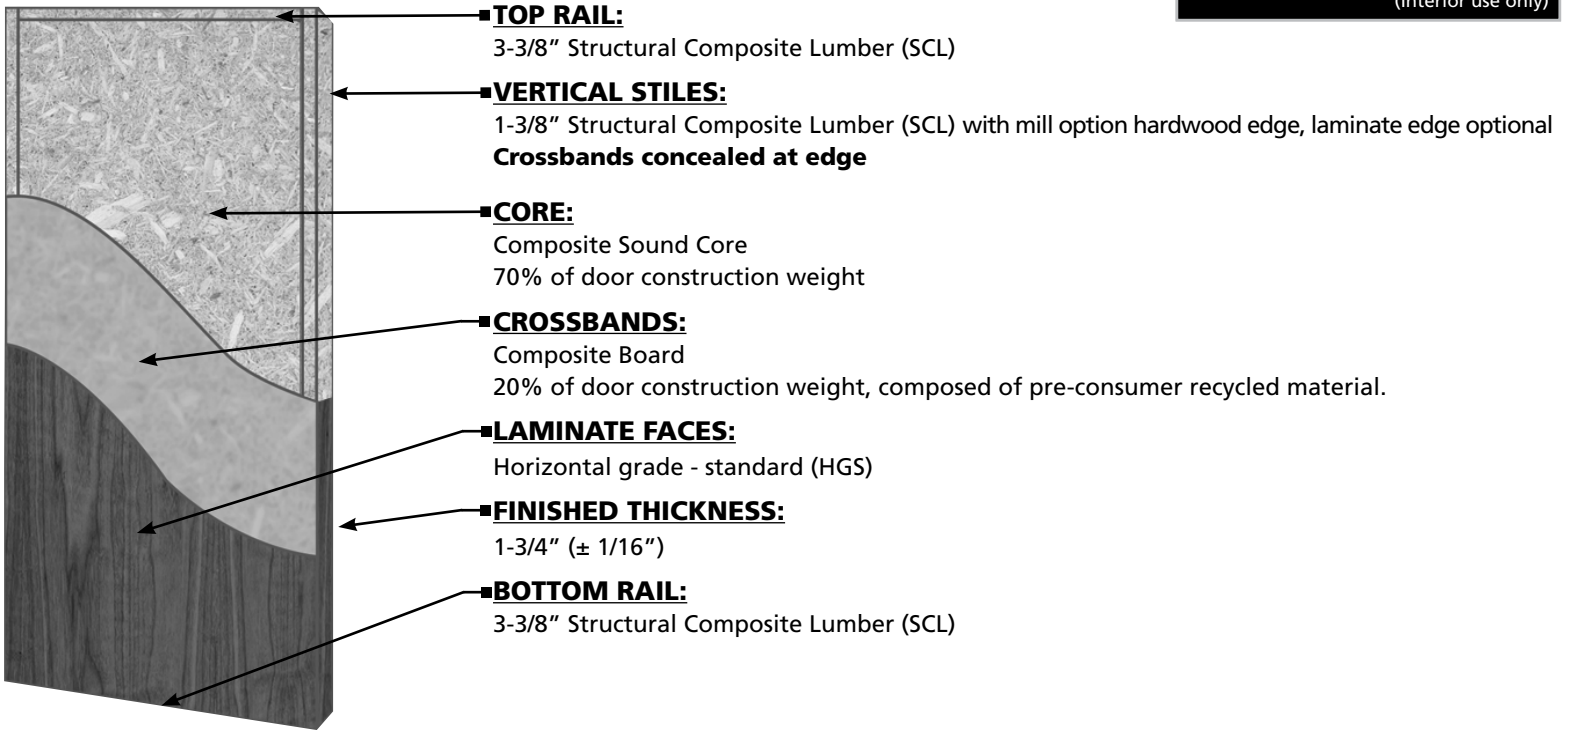 (interior use only)
TOP RAIL:
3-3/8” Structural Composite Lumber (SCL)
VERTICAL STILES:
1-3/8” Structural Composite Lumber (SCL) with mill option hardwood edge, laminate edge optional
Crossbands concealed at edge
CORE:
Composite Sound Core
70% of door construction weight
CROSSBANDS:
Composite Board
20% of door construction weight, composed of pre-consumer recycled material.
LAMINATE FACES:
Horizontal grade - standard (HGS)
FINISHED THICKNESS:
1-3/4” (± 1/16”)
BOTTOM RAIL:
3-3/8” Structural Composite Lumber (SCL)